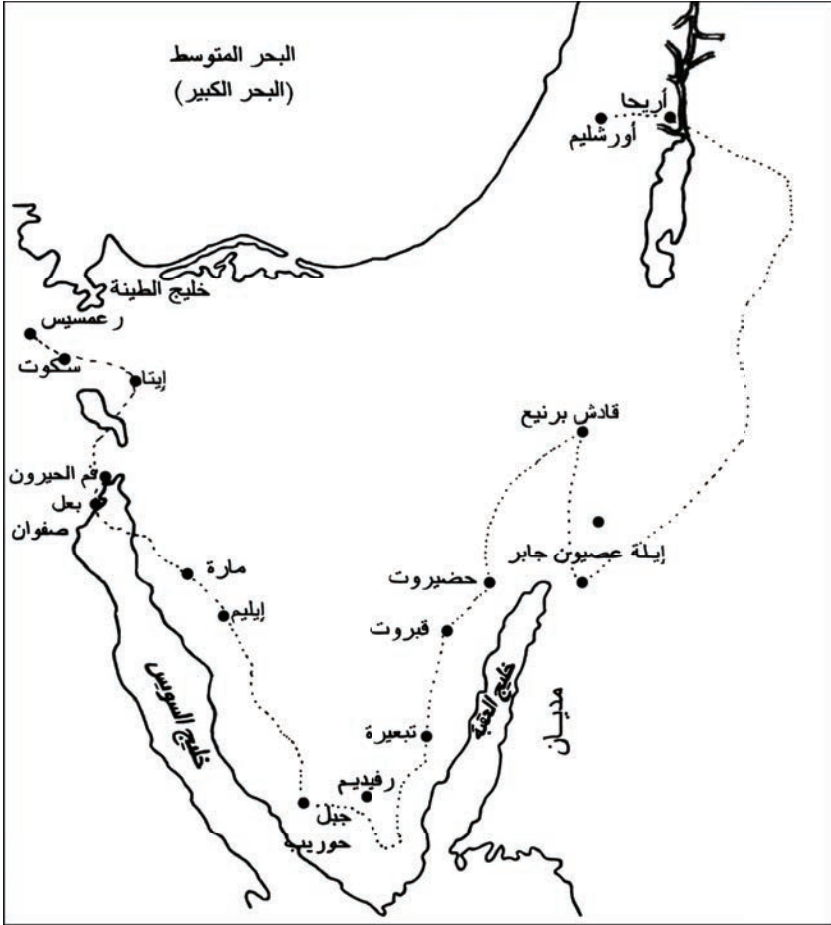 البحر المتوسط
(البحر الكبير)
أريحا
أورشليم
خليج الطينة
رعمسيس
سكوت
إيتا
قادش برنيع
فم الحيرون
بعل
صفوان
إيلة عصيون جابر
مارة
حضيروت
إيليم
قبروت
خليج السويس
خليج العقبة
مديان
تبعيرة
رفيديم
جبل
حوريب